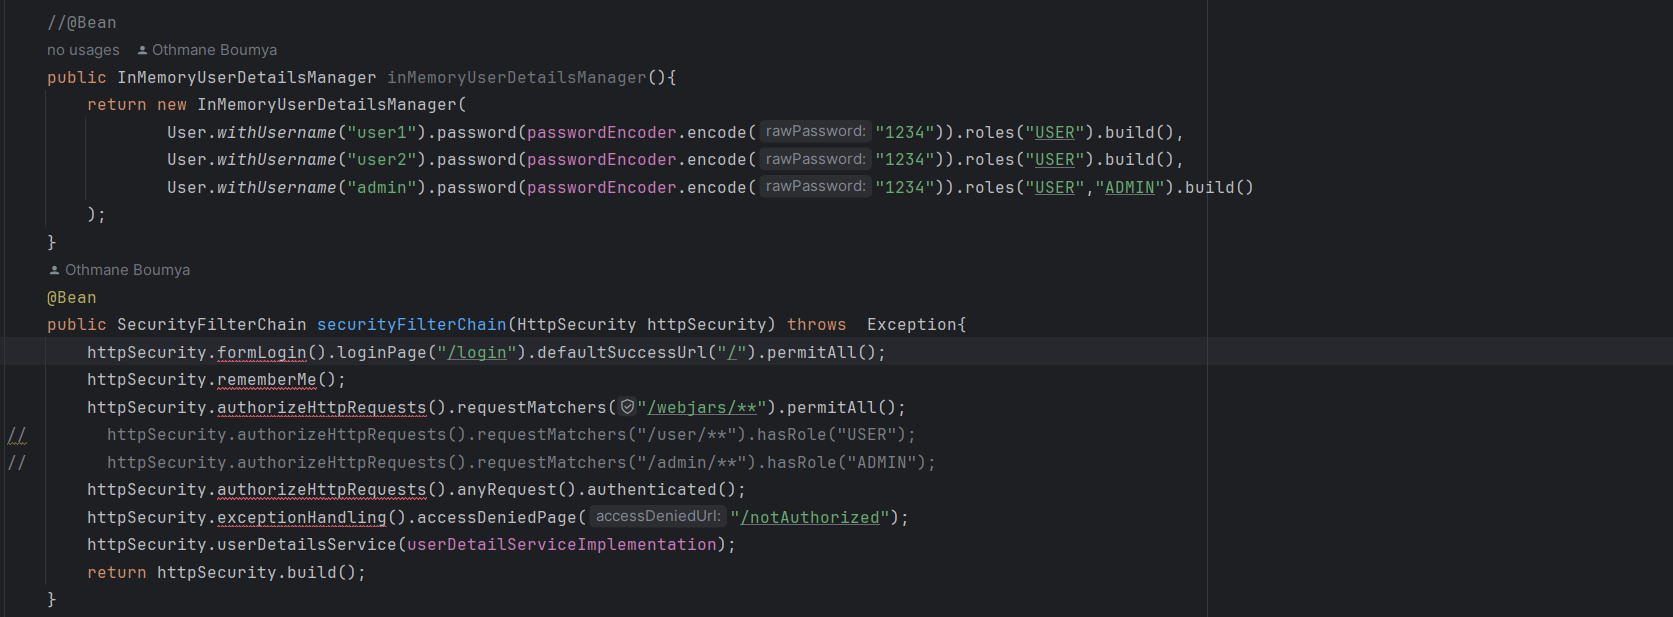 //@Bean
no usages Othmane Boumya
public InMemoryUserDetailsManager inMemoryUserDetailsManager(){
return new InMemoryUserDetailsManager(
User.withUsername("user1").password(passwordEncoder.encode( rawPassword: "1234")).roles("USER").build(),
User.withUsername("user2").password(passwordEncoder.encode( rawPassword: "1234")).roles("USER").build(),
User.withUsername("admin").password(passwordEncoder.encode( rawPassword: "1234")).roles("USER","ADMIN").build()
);
}
Othmane Boumya
@Bean
public SecurityFilterChain securityFilterChain(HttpSecurity httpSecurity) throws  Exception{
httpSecurity.formLogin().loginPage("/login").defaultSuccessUrl("/").permitAll();
httpSecurity.rememberMe();
httpSecurity.authorizeHttpRequests().requestMatchers("/webjars/**").permitAll();
//        httpSecurity.authorizeHttpRequests().requestMatchers("/user/**").hasRole("USER");
//        httpSecurity.authorizeHttpRequests().requestMatchers("/admin/**").hasRole("ADMIN");
httpSecurity.authorizeHttpRequests().anyRequest().authenticated();
httpSecurity.exceptionHandling().accessDeniedPage( accessDeniedUrl: "/notAuthorized");
httpSecurity.userDetailsService(userDetailServiceImplementation);
return httpSecurity.build();
}